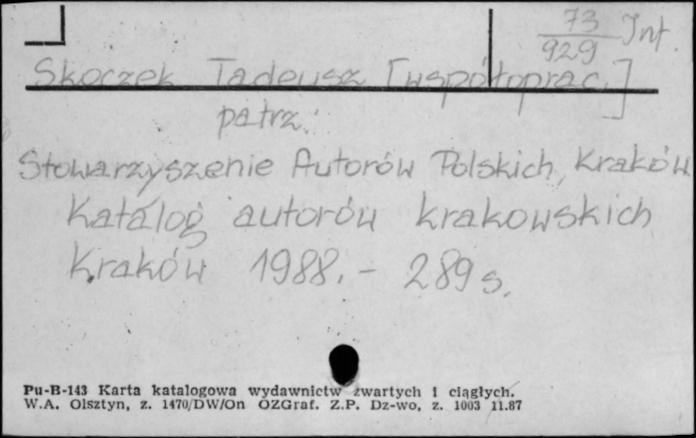 73
929 Inf.
Skoczek Tadeusz [współoprac.]
patrz:
Stowarzyszenie Autorów Polskich, Kraków
Katalog autorów krakowskich
Kraków 1988. - 289 s.
Pu-B-143 Karta katalogowa wydawnictw zwartych i ciągłych.
W.A. Olsztyn, z. 1470/DW/On OZGraf. Z.P. Dz-wo, z. 1003 11.87